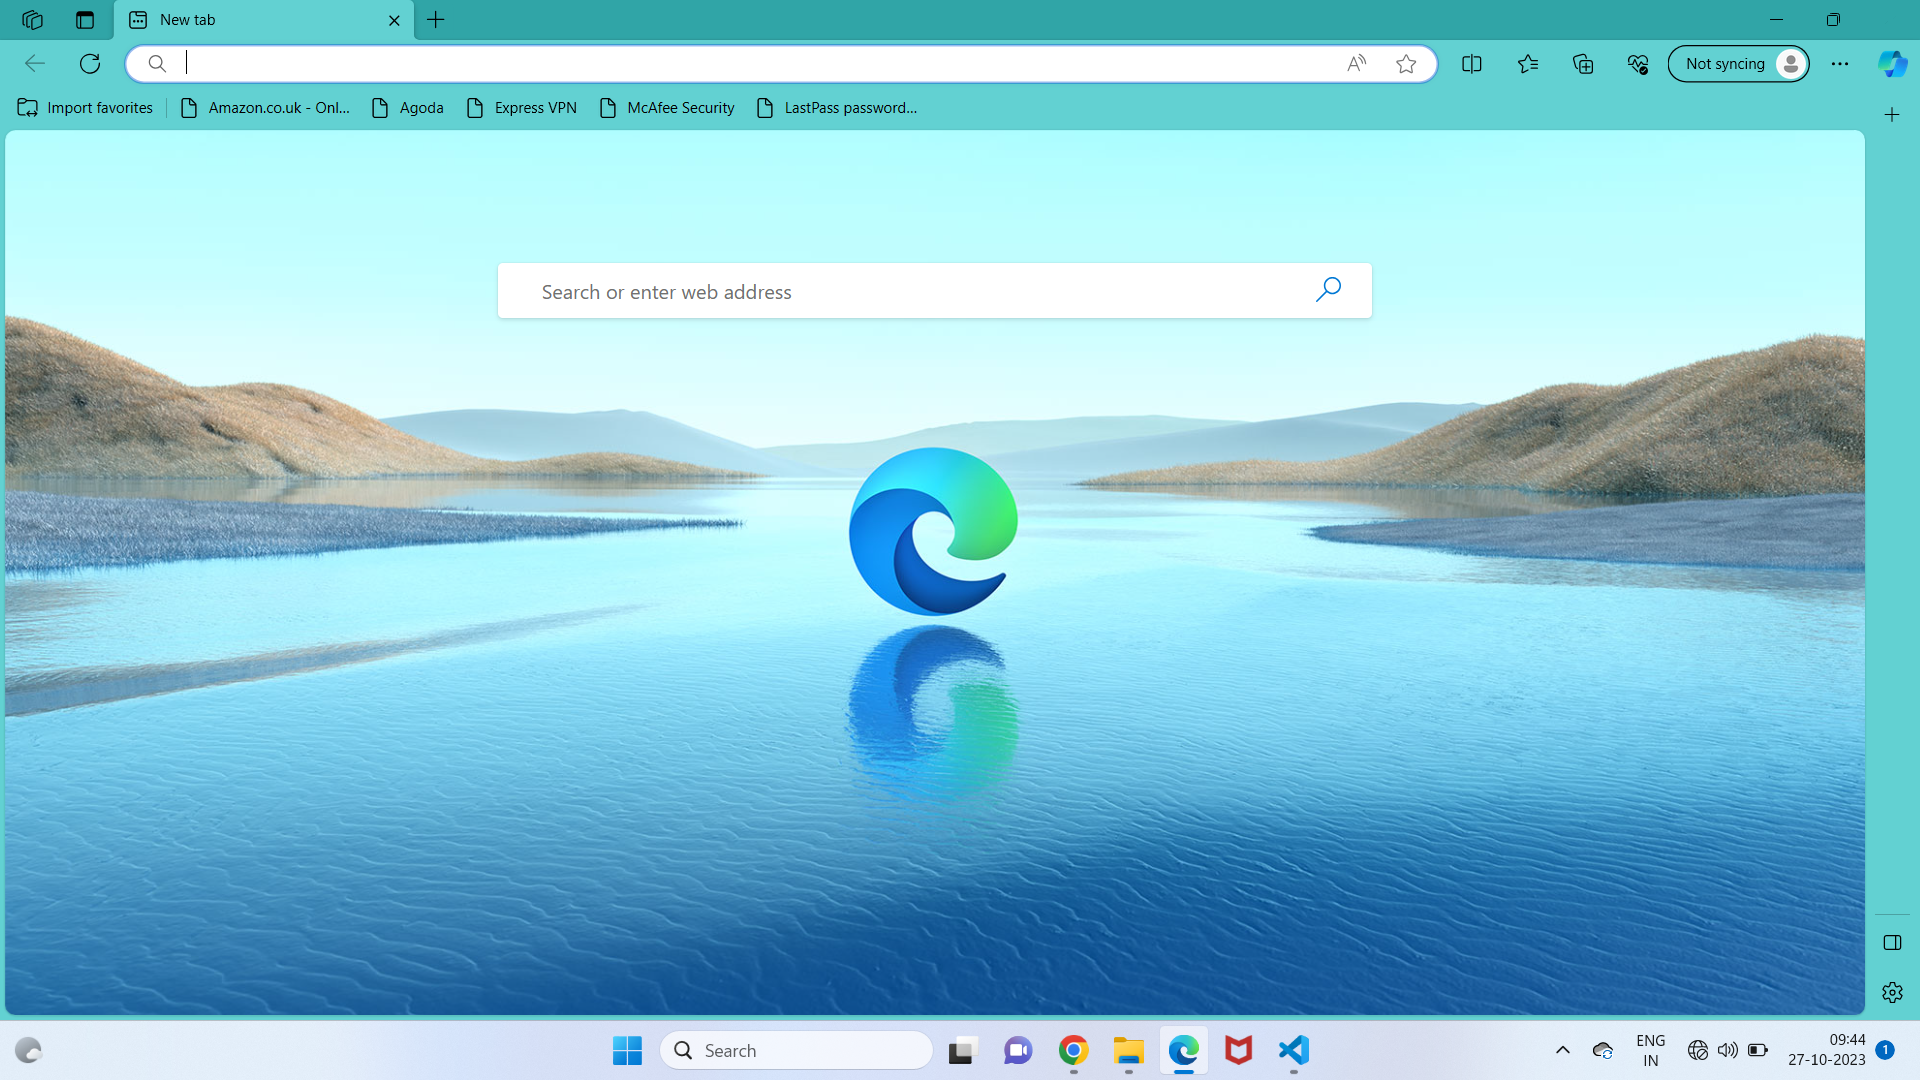 New tab
Not syncing
Import favorites
Amazon.co.uk - Onl...
Agoda
Express VPN
McAfee Security
LastPass password...
Search or enter web address
Search
ENG
IN
09:44
27-10-2023
1